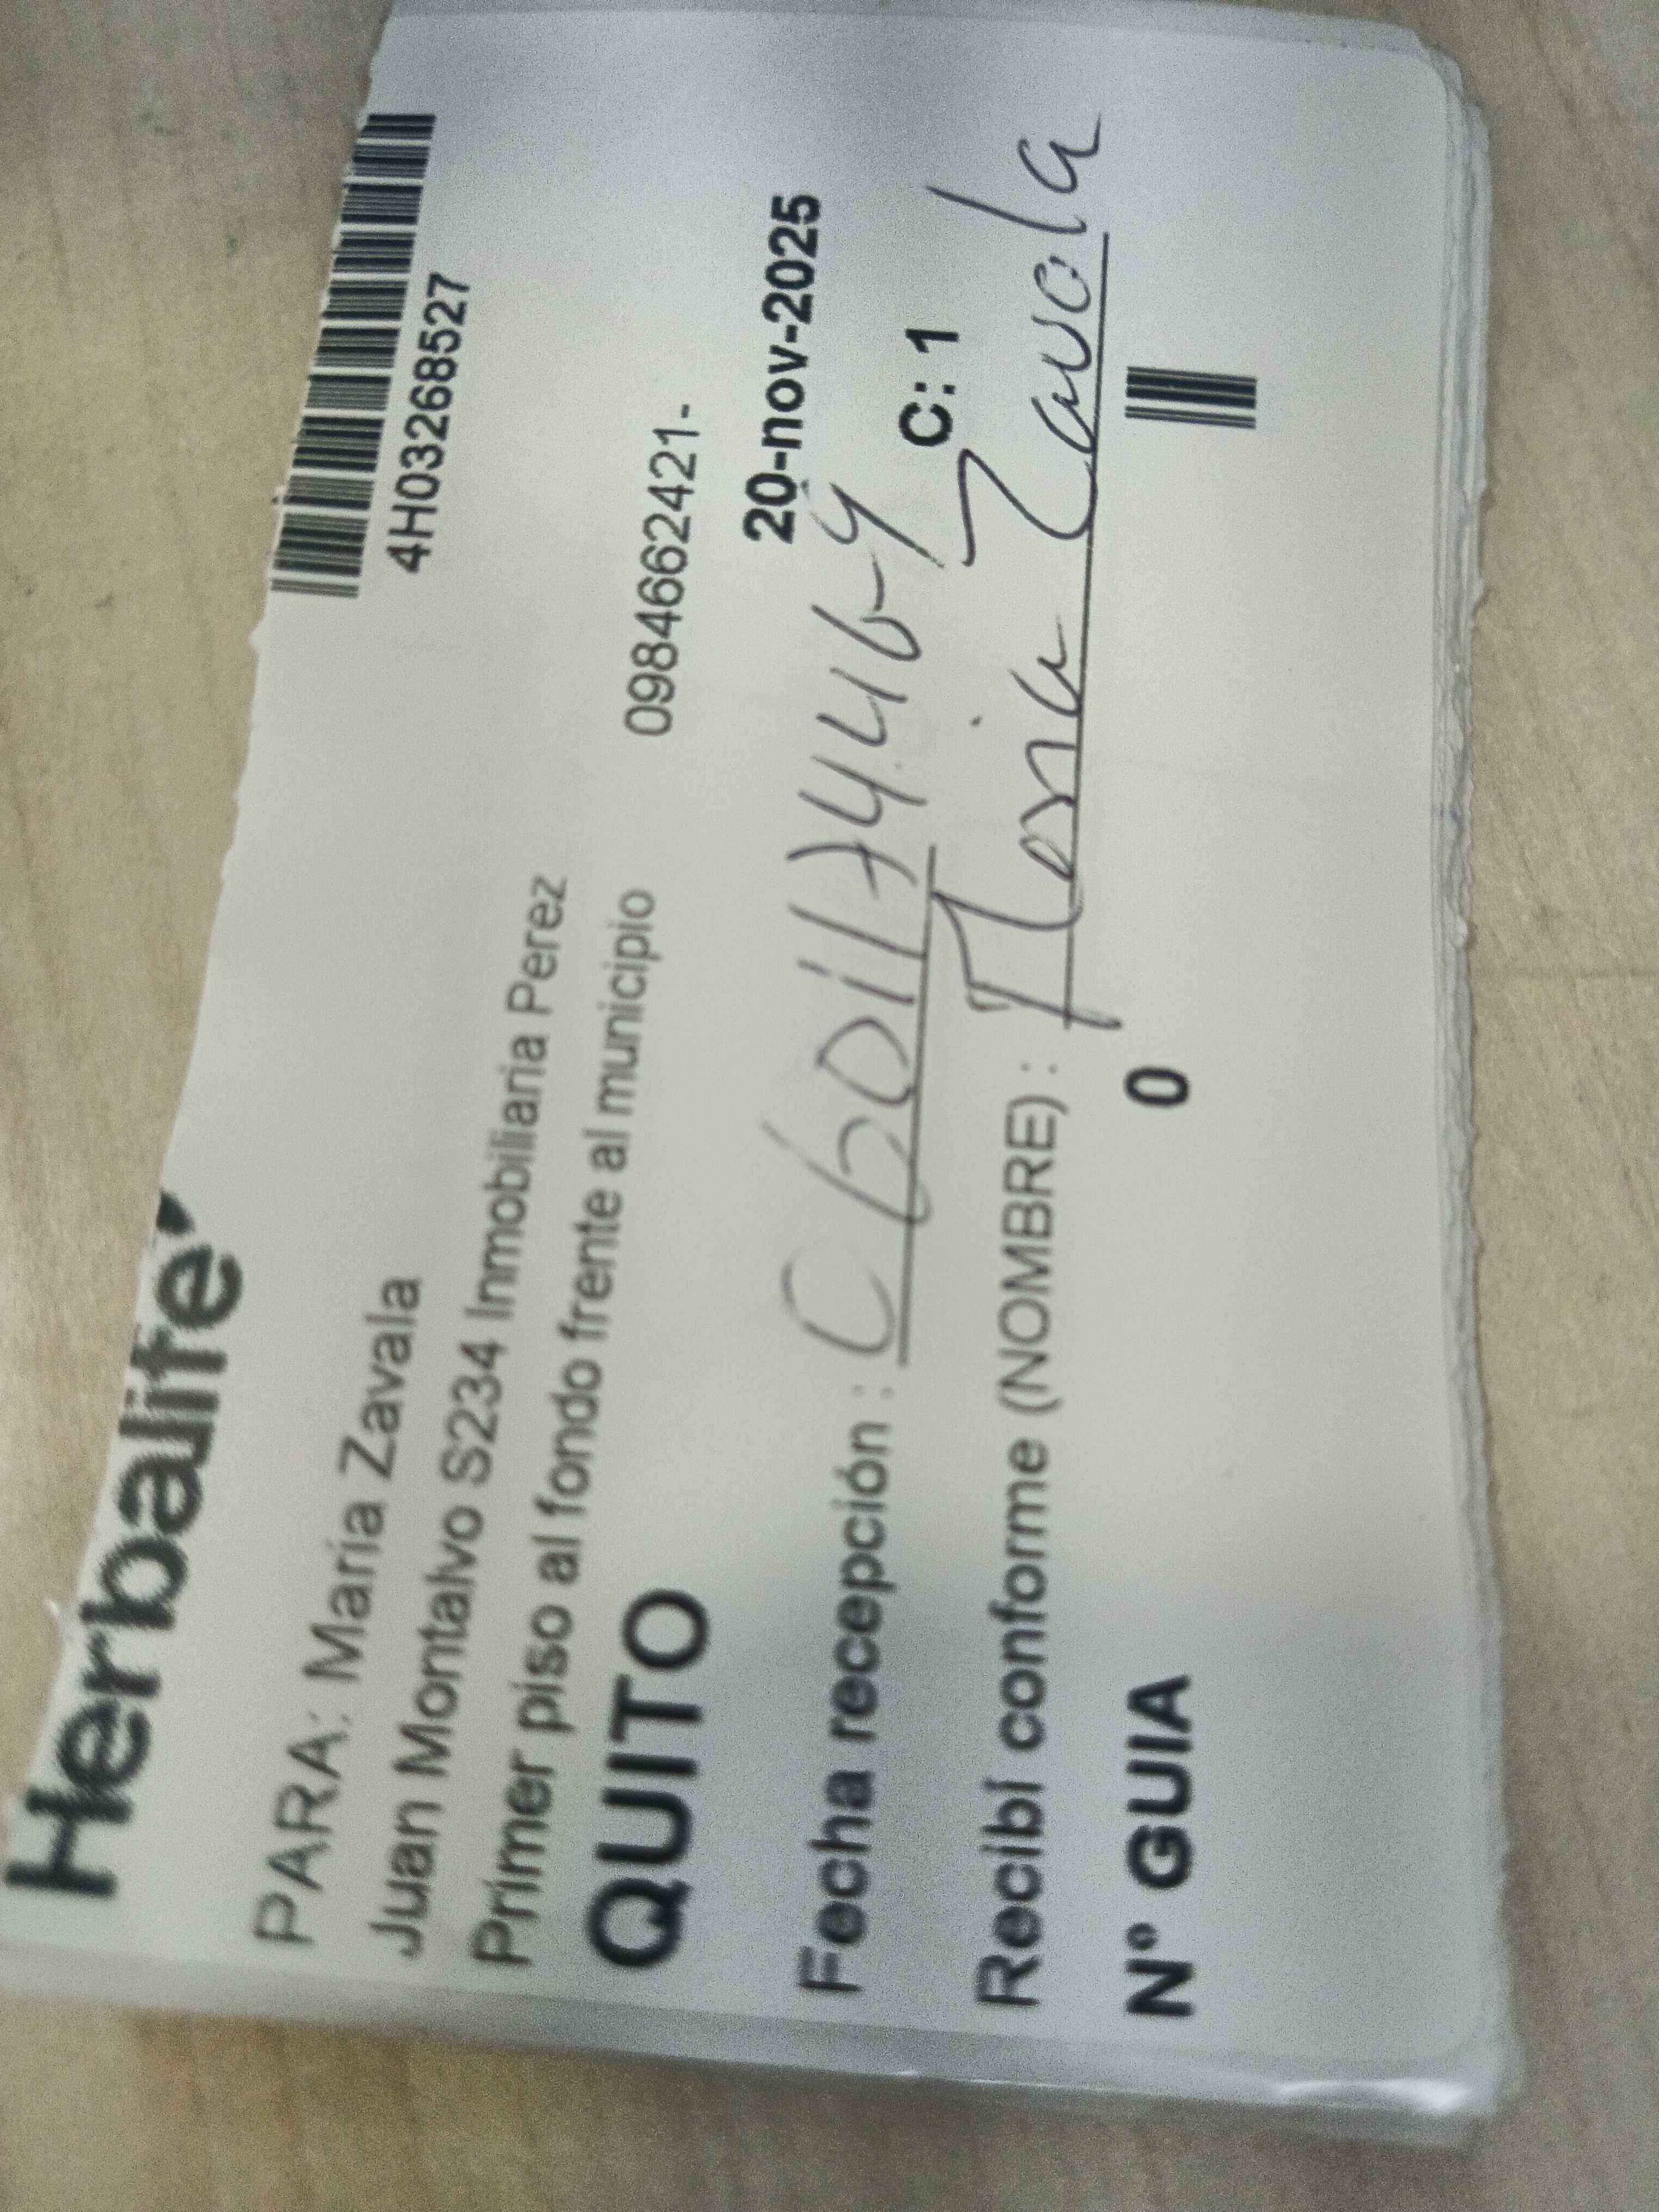 Herbalife
4H03268527
PARA: María Zavala
Juan Montalvo S234 Inmobiliaria Perez
Primer piso al fondo frente al municipio
QUITO 0984662421-
20-nov-2025
Fecha recepción :
C: 1
Recibí conforme (NOMBRE) : Zavala
N° GUIA 0